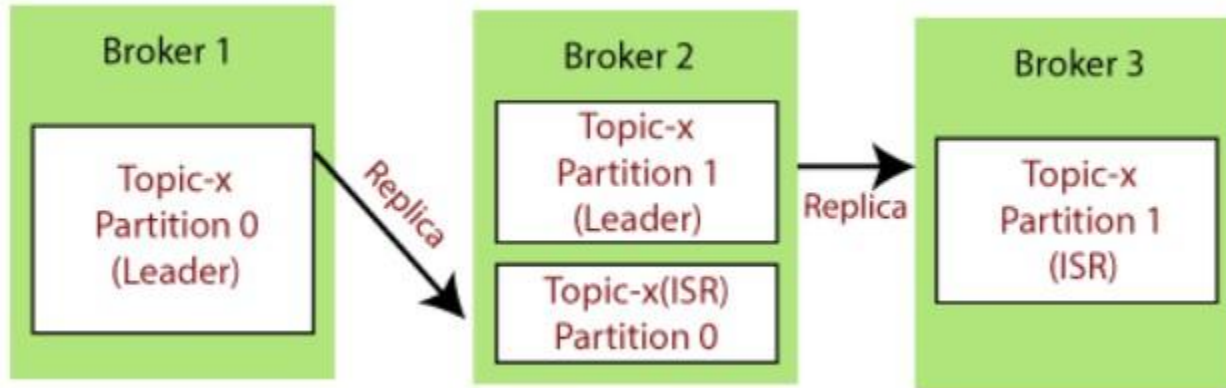 Broker 1
Topic-x
Partition 0
(Leader)
Replica
Broker 2
Topic-x
Partition 1
(Leader)
Topic-x(ISR)
Partition 0
Replica
Broker 3
Topic-x
Partition 1
(ISR)